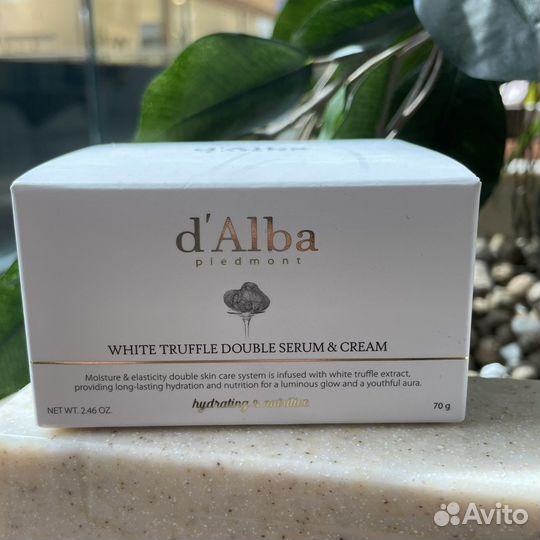 d'Alba
d'Alba
piedmont
WHITE TRUFFLE DOUBLE SERUM & CREAM
Moisture & elasticity double skin care system is infused with white truffle extract,
providing long-lasting hydration and nutrition for a luminous glow and a youthful aura.
NET WT. 2.46 OZ.
hydrating & nutritive
70 g
Avito